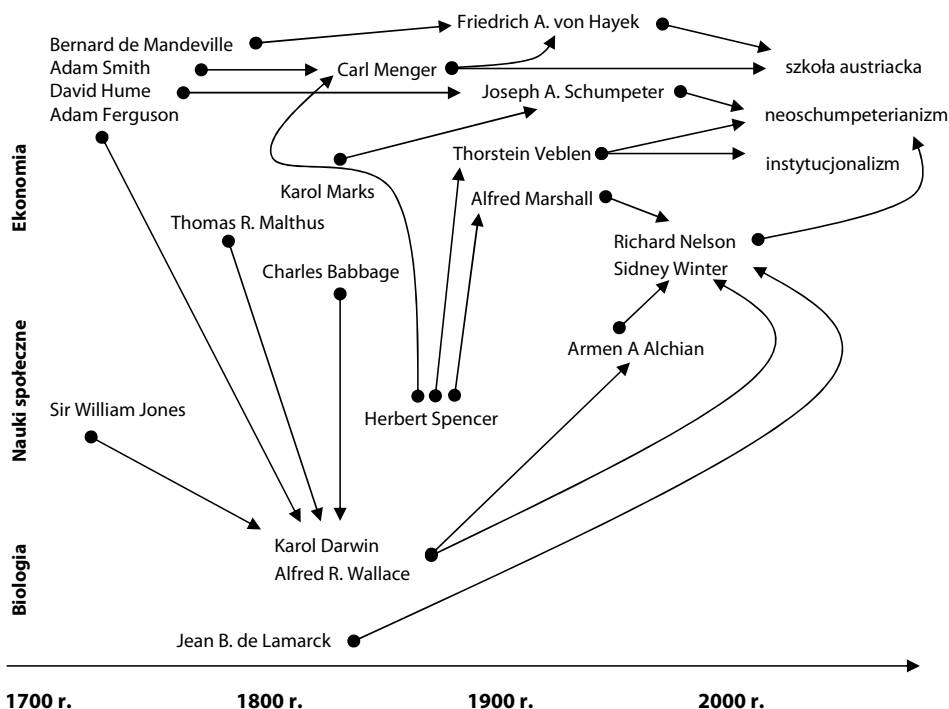 Friedrich A. von Hayek
Bernard de Mandeville
Adam Smith
David Hume
Adam Ferguson
Carl Menger
szkoła austriacka
Joseph A. Schumpeter
neoschumpeterianizm
Thorstein Veblen
instytucjonalizm
Karol Marks
Alfred Marshall
Thomas R. Malthus
Richard Nelson
Sidney Winter
Charles Babbage
Armen A Alchian
Herbert Spencer
Sir William Jones
Karol Darwin
Alfred R. Wallace
Jean B. de Lamarck
Ekonomia
Nauki społeczne
Biologia
1700 r.
1800 r.
1900 r.
2000 r.